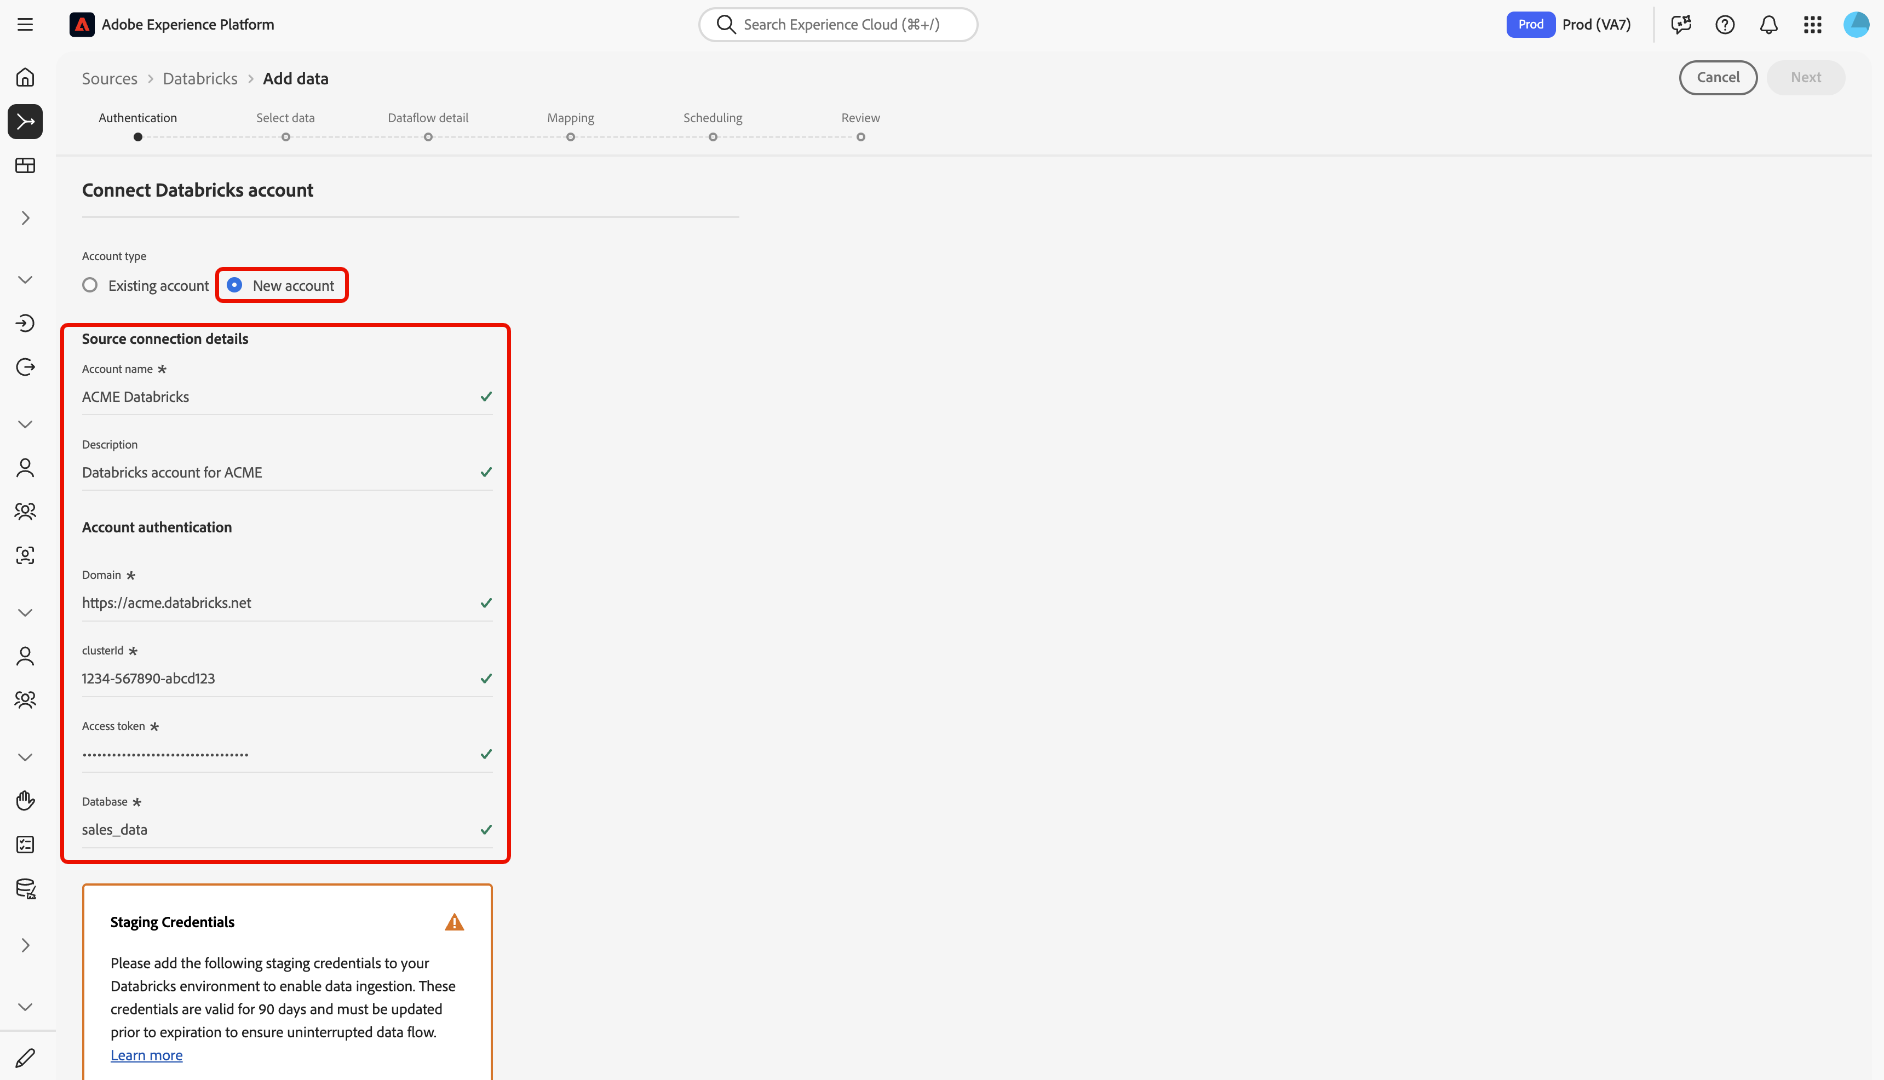 Adobe Experience Platform
Search Experience Cloud (⌘+/)
Prod
Prod (VA7)
Sources > Databricks > Add data
Cancel
Next
Authentication
Select data
Dataflow detail
Mapping
Scheduling
Review
Connect Databricks account
Account type
Existing account
New account
Source connection details
Account name *
ACME Databricks
Description
Databricks account for ACME
Account authentication
Domain *
https://acme.databricks.net
clusterId *
1234-567890-abcd123
Access token *
••••••••••••••••••••••••••••••••••
Database *
sales_data
Staging Credentials
Please add the following staging credentials to your
Databricks environment to enable data ingestion. These
credentials are valid for 90 days and must be updated
prior to expiration to ensure uninterrupted data flow.
Learn more